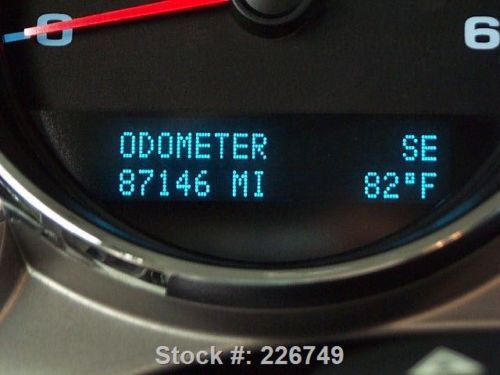 0 6
ODOMETER SE
87146 MI 82°F
Stock #: 226749